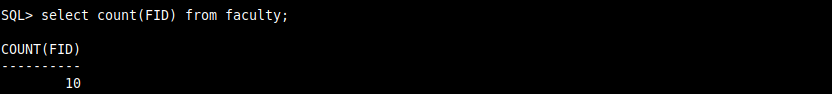 SQL> select count(FID) from faculty;
COUNT(FID)
----------
10